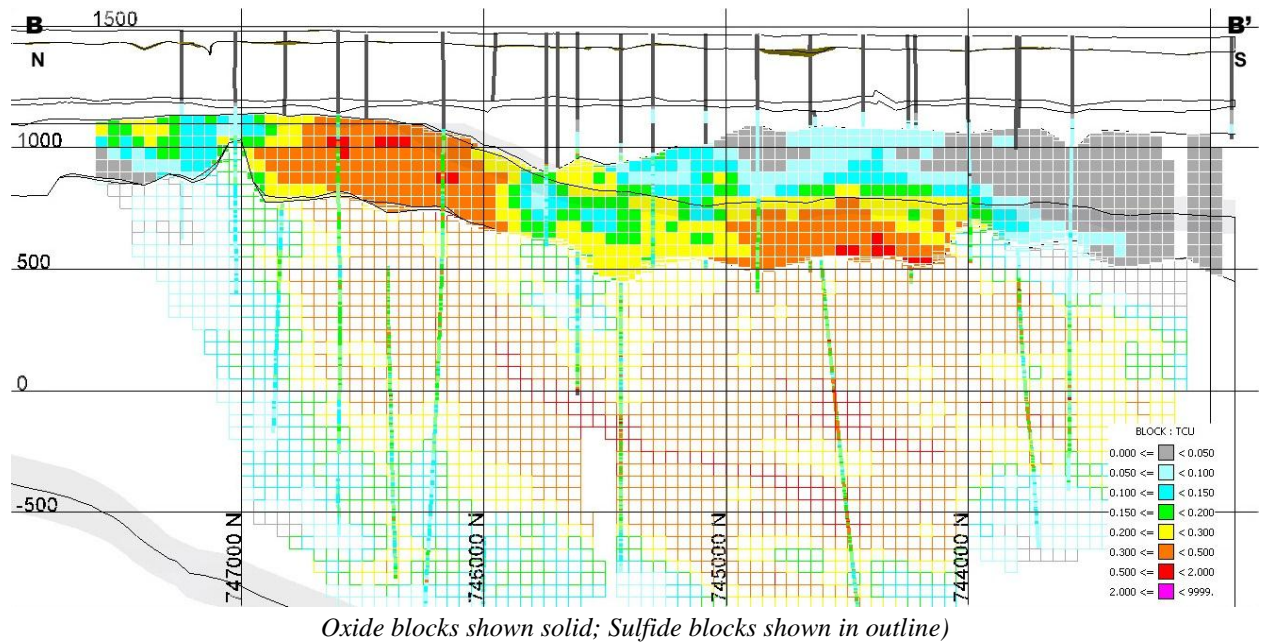 B
1500
B'
N
S
1000
500
0
-500
747000 N
746000 N
745000 N
744000 N
BLOCK : TCU
0.000 <= < 0.050
0.050 <= < 0.100
0.100 <= < 0.150
0.150 <= < 0.200
0.200 <= < 0.300
0.300 <= < 0.500
0.500 <= < 2.000
2.000 <= < 9999.
Oxide blocks shown solid; Sulfide blocks shown in outline)